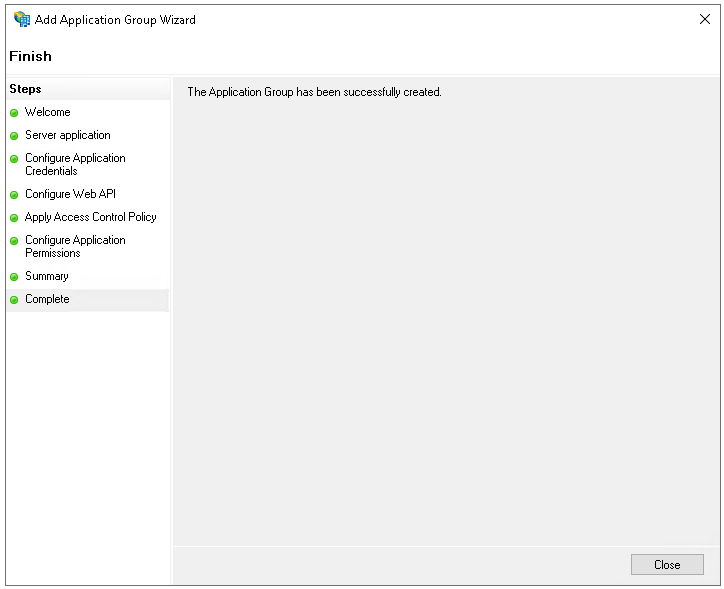 Add Application Group Wizard
Finish
Steps
Welcome
Server application
Configure Application
Credentials
Configure Web API
Apply Access Control Policy
Configure Application
Permissions
Summary
Complete
The Application Group has been successfully created.
Close